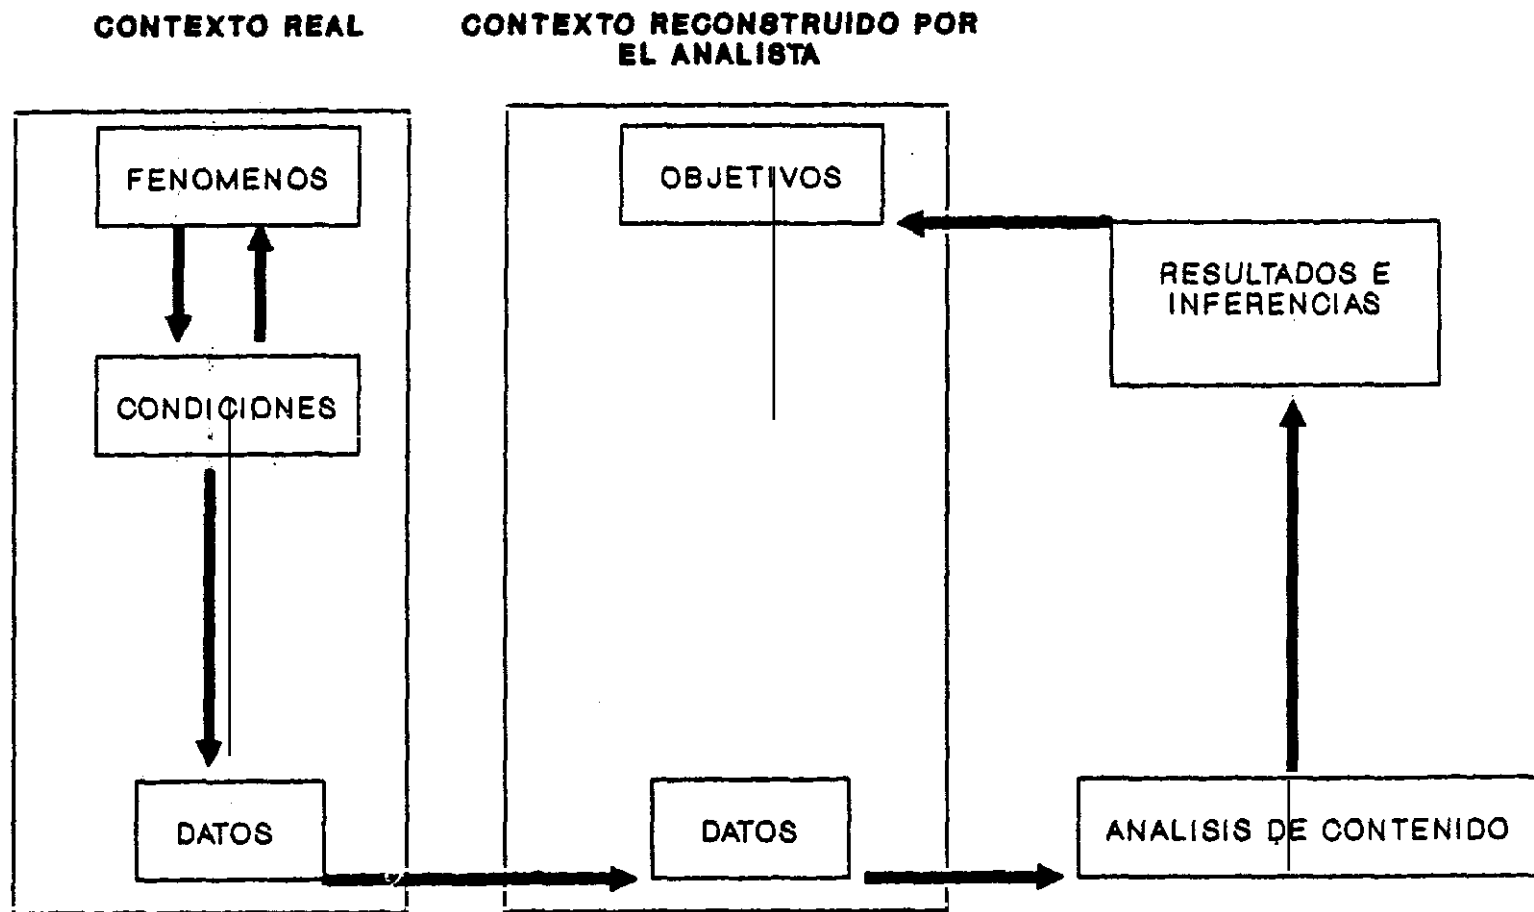 CONTEXTO REAL
CONTEXTO RECONSTRUIDO POR
EL ANALISTA
FENOMENOS
OBJETIVOS
RESULTADOS E
INFERENCIAS
CONDICIONES
DATOS
DATOS
ANALISIS DE CONTENIDO